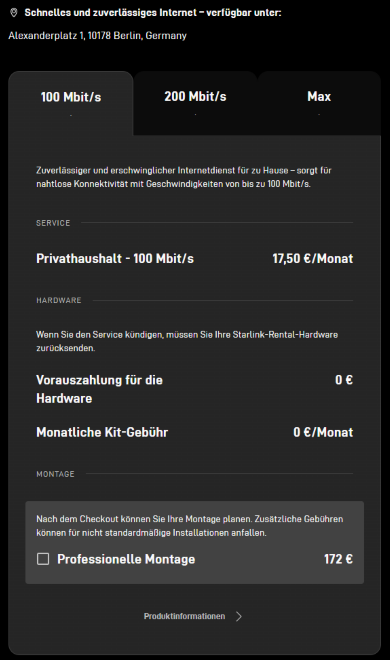 Schnelles und zuverlässiges Internet – verfügbar unter:
Alexanderplatz 1, 10178 Berlin, Germany
100 Mbit/s
200 Mbit/s
Max
-
-
-
Zuverlässiger und erschwinglicher Internetdienst für zu Hause – sorgt für
nahtlose Konnektivität mit Geschwindigkeiten von bis zu 100 Mbit/s.
SERVICE
Privathaushalt - 100 Mbit/s 17,50 €/Monat
HARDWARE
Wenn Sie den Service kündigen, müssen Sie Ihre Starlink-Rental-Hardware
zurücksenden.
Vorauszahlung für die 0 €
Hardware
Monatliche Kit-Gebühr 0 €/Monat
MONTAGE
Nach dem Checkout können Sie Ihre Montage planen. Zusätzliche Gebühren
können für nicht standardmäßige Installationen anfallen.
Professionelle Montage 172 €
Produktinformationen